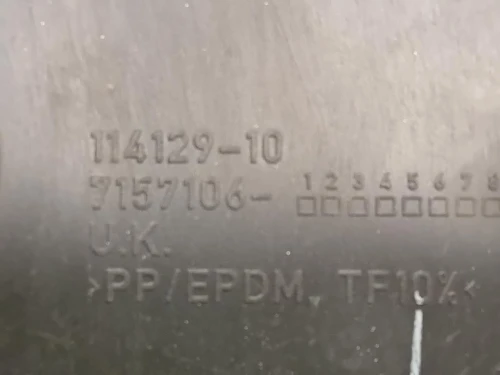 114129-10
7157106- 1 2 3 4 5 6 7 8
U.K.
>PP/EPDM, TF10%<